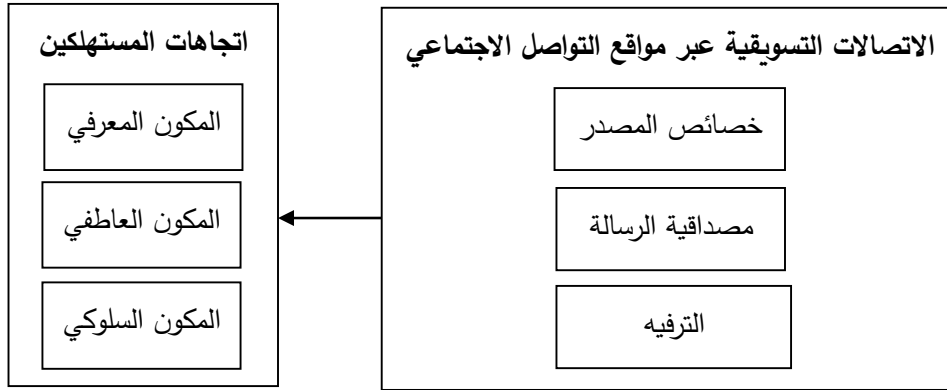 الاتصالات التسويقية عبر مواقع التواصل الاجتماعي
خصائص المصدر
مصداقية الرسالة
الترفيه
اتجاهات المستهلكين
المكون المعرفي
المكون العاطفي
المكون السلوكي